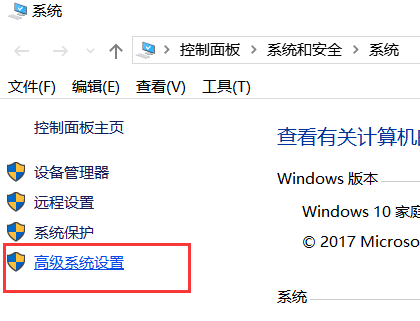 系统
控制面板 系统和安全 系统
文件(F) 编辑(E) 查看(V) 工具(T)
控制面板主页
设备管理器
远程设置
系统保护
高级系统设置
查看有关计算机
Windows 版本
Windows 10 家庭
© 2017 Microso
系统